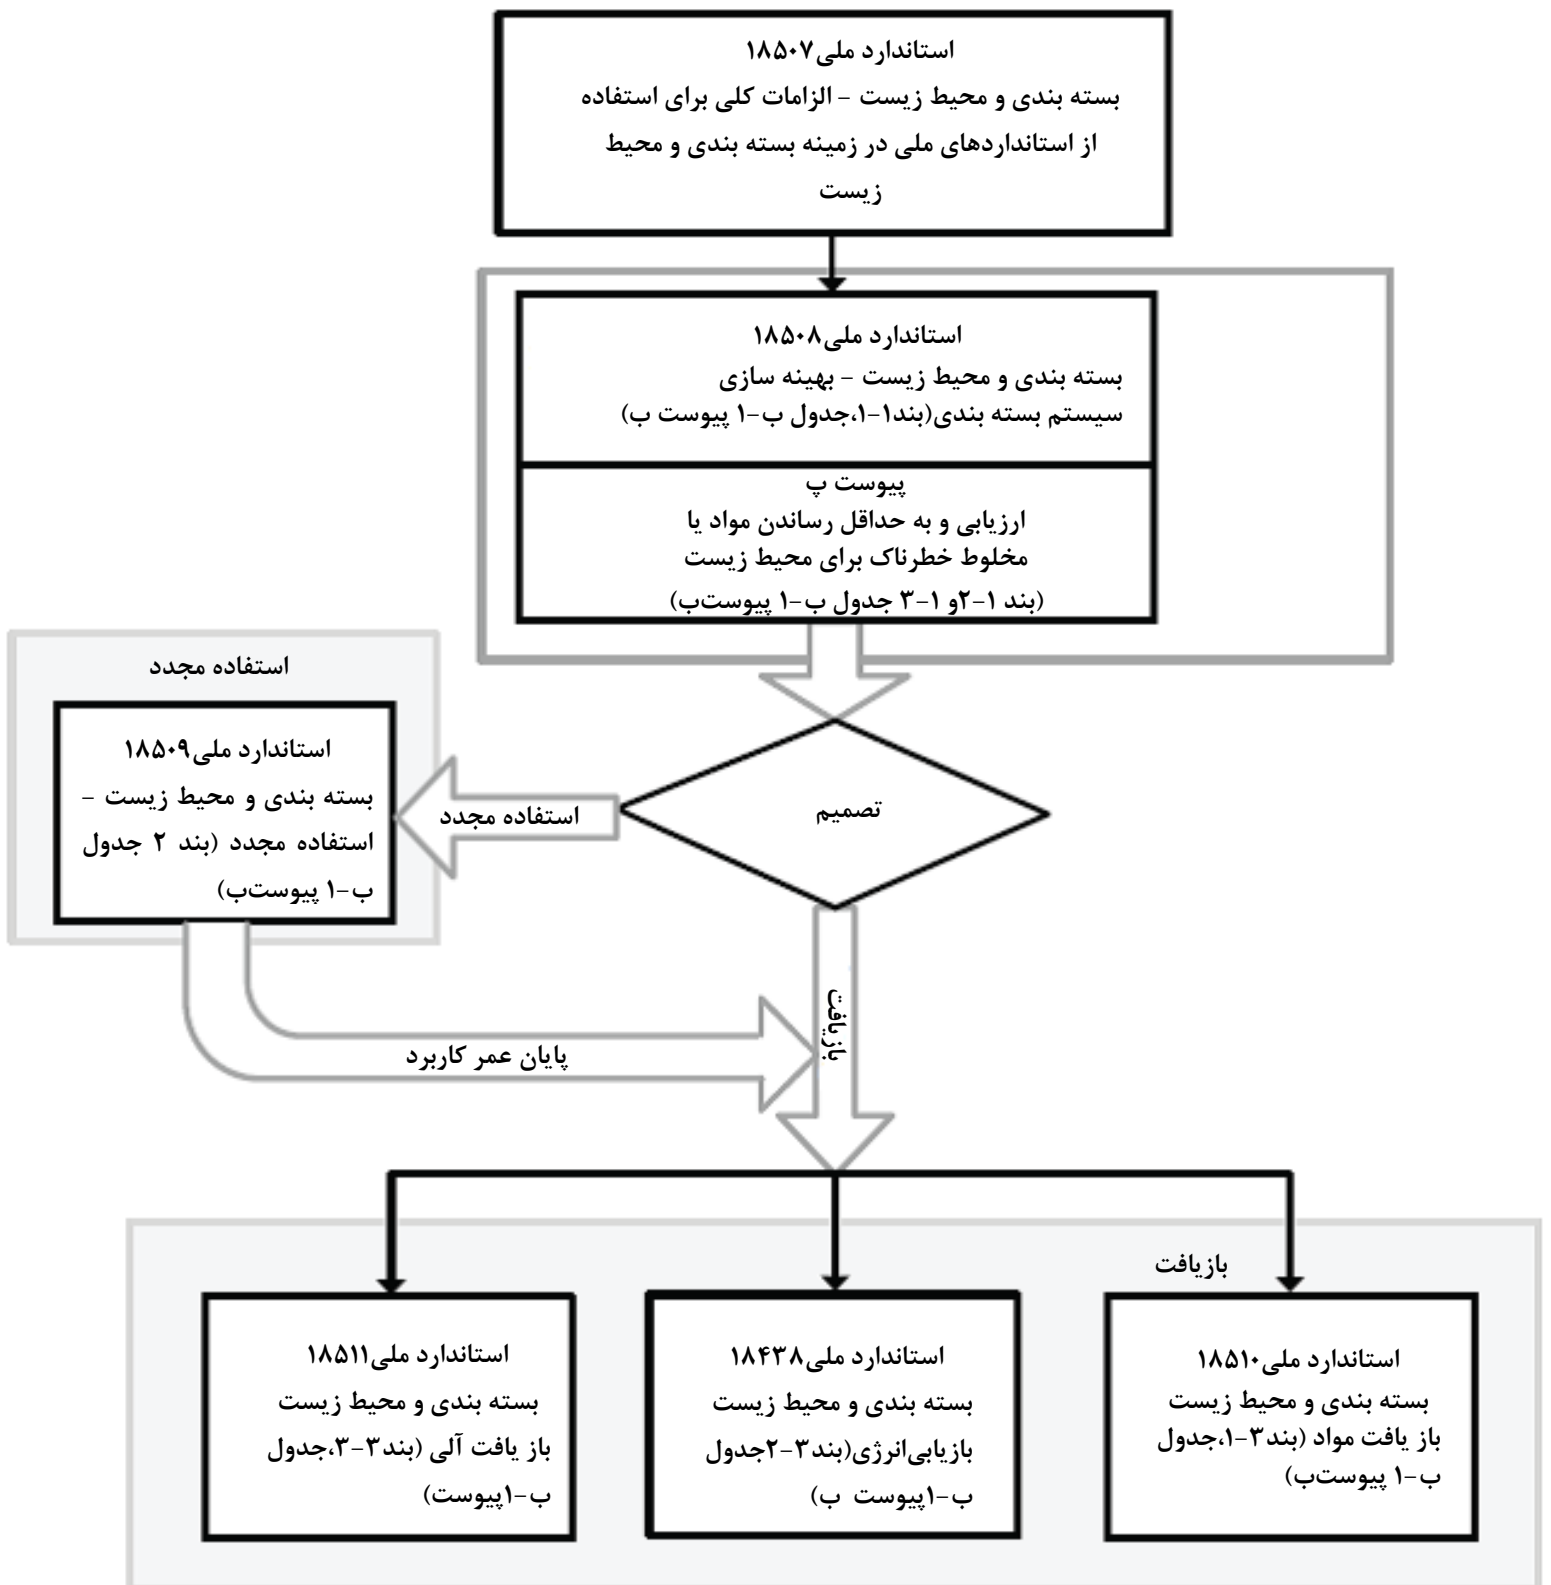 استاندارد ملی۱۸۵۰۷
بسته بندی و محیط زیست – الزامات کلی برای استفاده
از استانداردهای ملی در زمینه بسته بندی و محیط
زیست
استاندارد ملی۱۸۵۰۸
بسته بندی و محیط زیست – بهینه سازی
سیستم بسته بندی(بند۱-۱،جدول ب-۱ پیوست ب)
پیوست پ
ارزیابی و به حداقل رساندن مواد یا
مخلوط خطرناک برای محیط زیست
(بند ۱-۲و ۱-۳ جدول ب-۱ پیوست‌ب)
تصمیم
استفاده مجدد
استفاده مجدد
استاندارد ملی۱۸۵۰۹
بسته بندی و محیط زیست –
استفاده مجدد (بند ۲ جدول
ب-۱ پیوست‌ب)
بازیافت
پایان عمر کاربرد
بازیافت
استاندارد ملی۱۸۵۱۰
بسته بندی و محیط زیست
باز یافت مواد (بند۳-۱،جدول
ب-۱ پیوست‌ب)
استاندارد ملی۱۸۴۳۸
بسته بندی و محیط زیست
بازیابی‌انرژی(بند۳-۲جدول
ب-۱پیوست ب)
استاندارد ملی۱۸۵۱۱
بسته بندی و محیط زیست
باز یافت آلی (بند۳-۳،جدول
ب-۱پیوست)